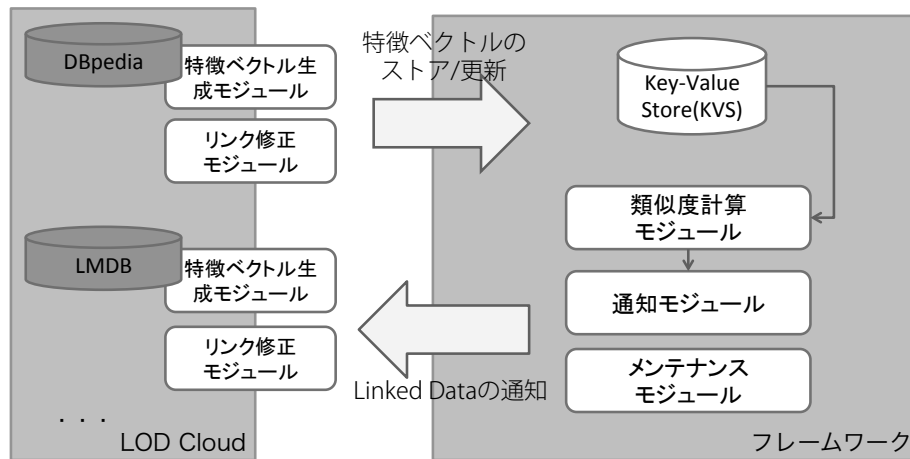 DBpedia
特徴ベクトル生
成モジュール
リンク修正
モジュール
LMDB
特徴ベクトル生
成モジュール
リンク修正
モジュール
. . .
LOD Cloud
特徴ベクトルの
ストア/更新
Linked Dataの通知
Key-Value
Store(KVS)
類似度計算
モジュール
通知モジュール
メンテナンス
モジュール
フレームワーク